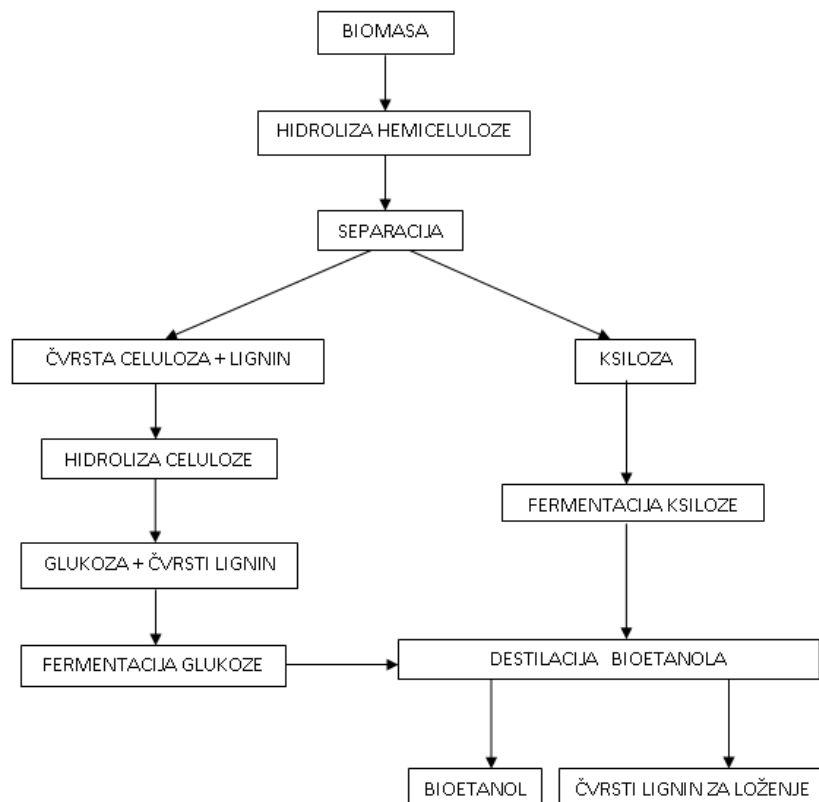 BIOMASA
HIDROLIZA HEMICELULOZE
SEPARACIJA
ČVRSTA CELULOZA + LIGNIN
KSILOZA
HIDROLIZA CELULOZE
FERMENTACIJA KSILOZE
GLUKOZA + ČVRSTI LIGNIN
FERMENTACIJA GLUKOZE
DESTILACIJA BIOETANOLA
BIOETANOL
ČVRSTI LIGNIN ZA LOŽENJE